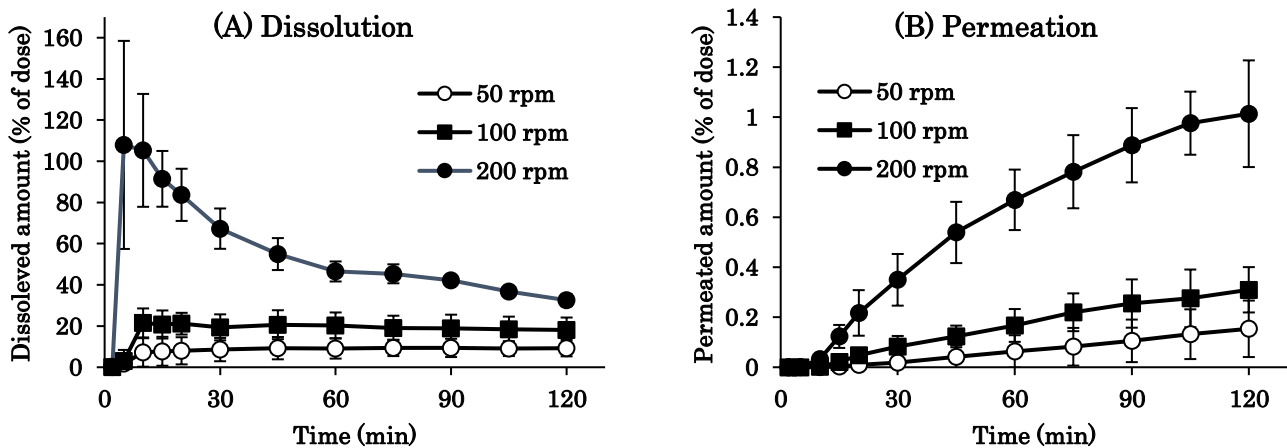 (A) Dissolution
Dissoleved amount (% of dose)
160
140
120
100
80
60
40
20
0
50 rpm
100 rpm
200 rpm
0
30
60
90
120
Time (min)
(B) Permeation
Permeated amount (% of dose)
1.4
1.2
1
0.8
0.6
0.4
0.2
0
50 rpm
100 rpm
200 rpm
0
30
60
90
120
Time (min)